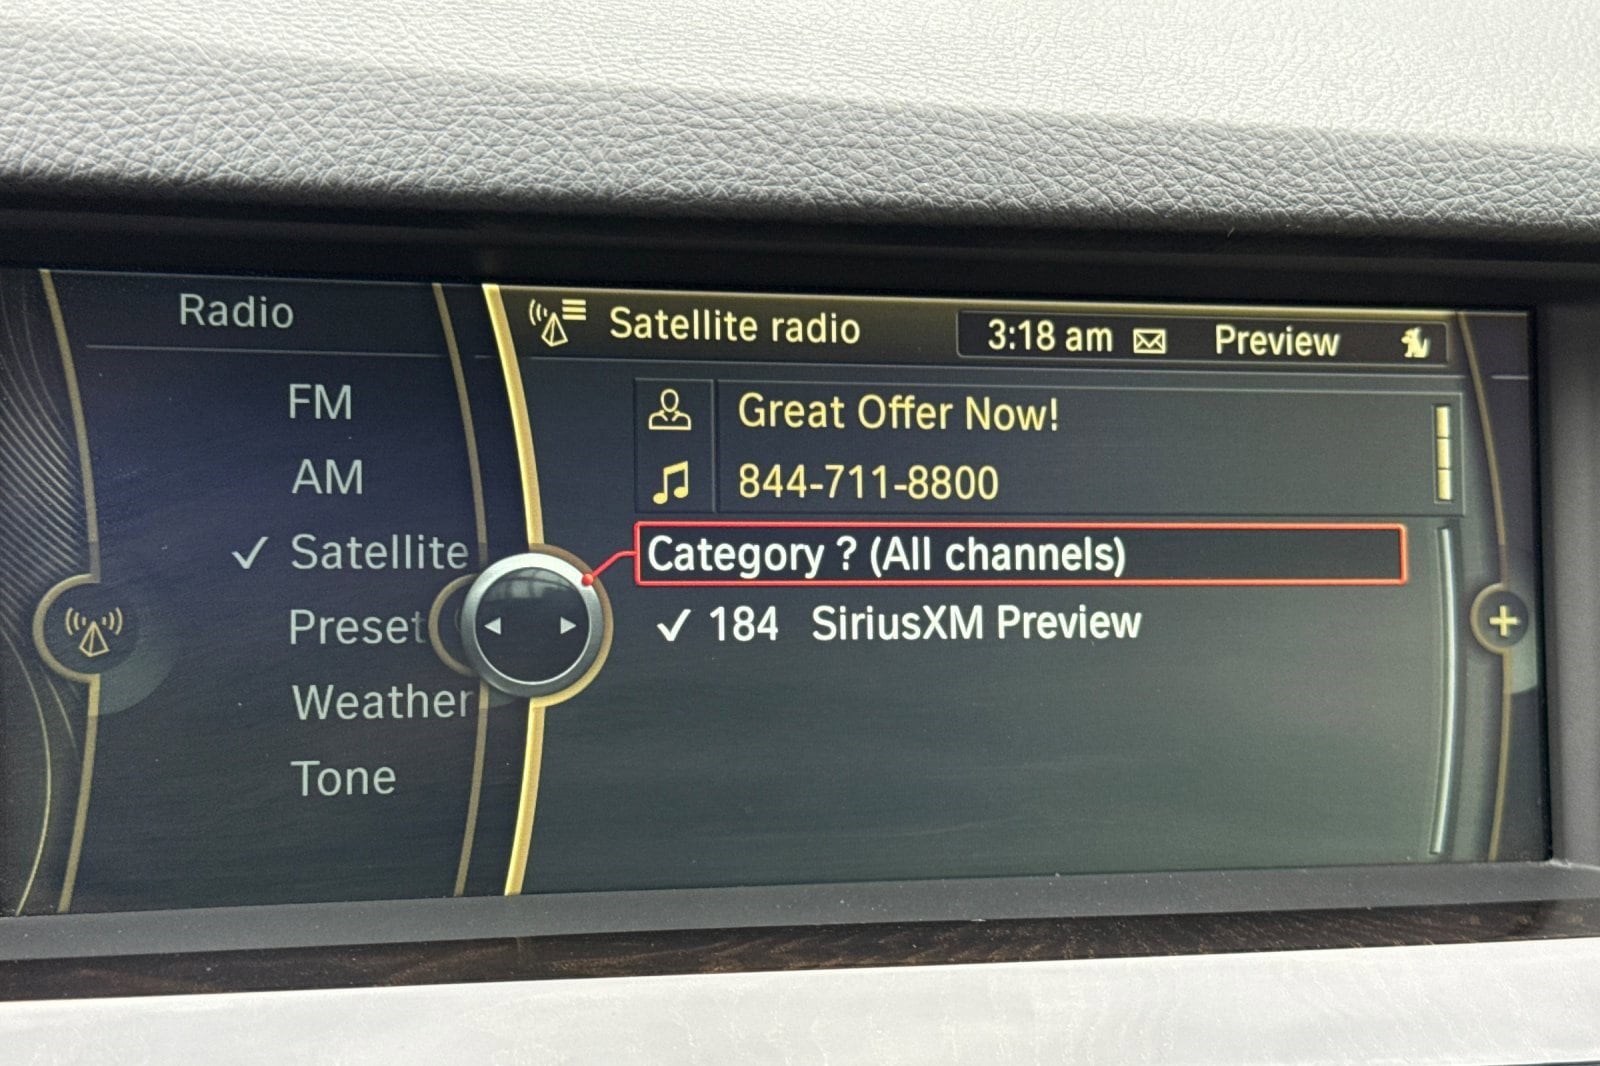 Radio
FM
AM
Satellite
Preset
Weather
Tone
Satellite radio
3:18 am Preview
Great Offer Now!
844-711-8800
Category ? (All channels)
184 SiriusXM Preview